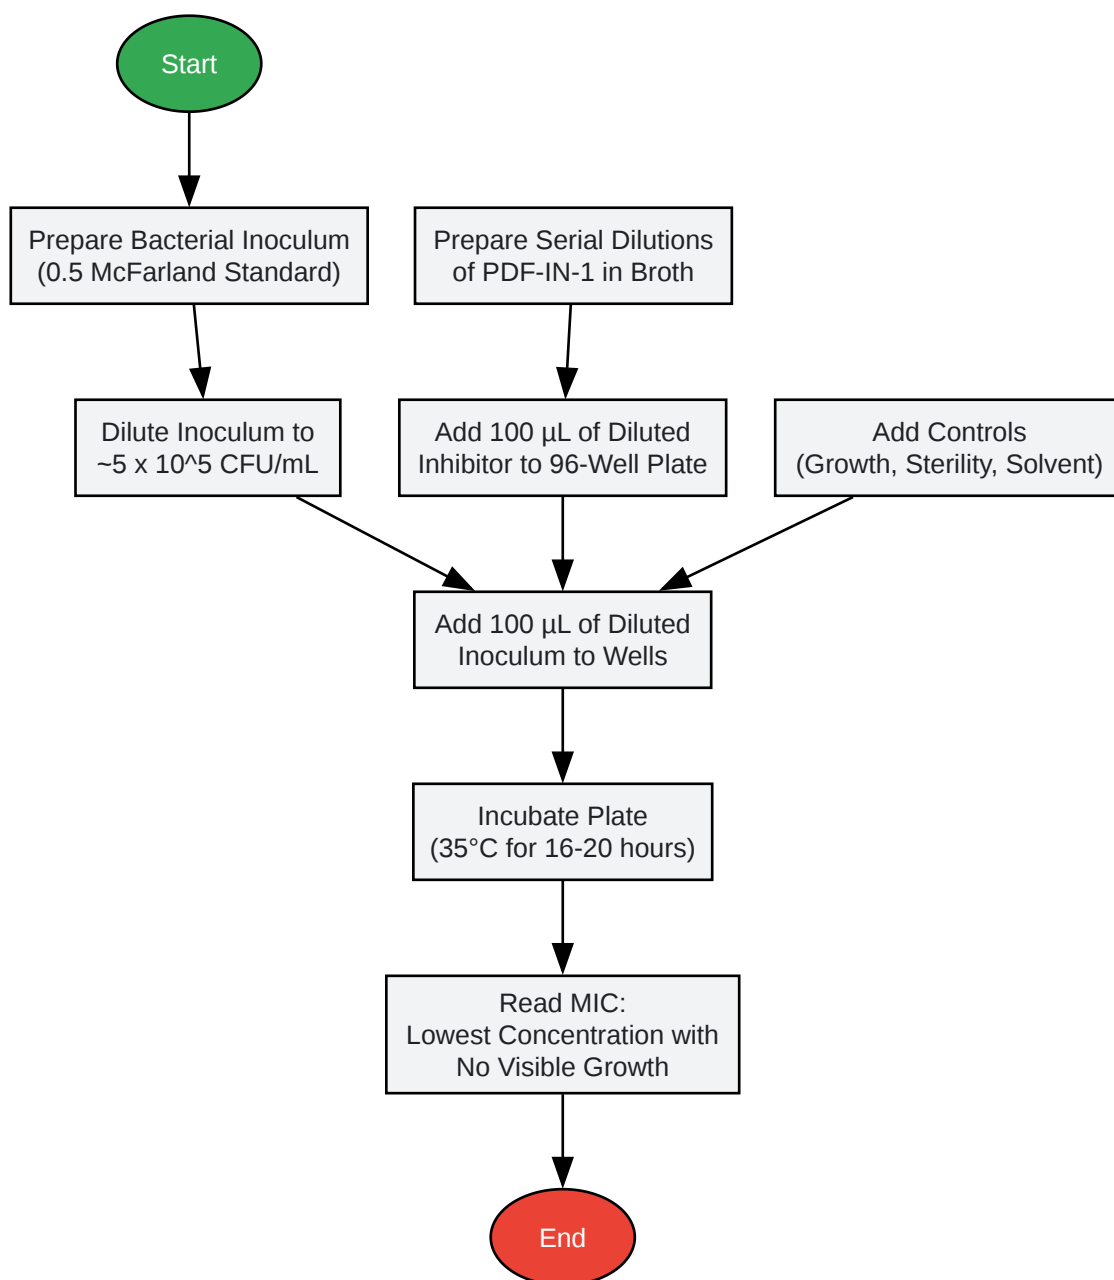 Start
Prepare Bacterial Inoculum
(0.5 McFarland Standard)
Prepare Serial Dilutions
of PDF-IN-1 in Broth
Dilute Inoculum to
~5 x 10^5 CFU/mL
Add 100 µL of Diluted
Inhibitor to 96-Well Plate
Add Controls
(Growth, Sterility, Solvent)
Add 100 µL of Diluted
Inoculum to Wells
Incubate Plate
(35°C for 16-20 hours)
Read MIC:
Lowest Concentration with
No Visible Growth
End